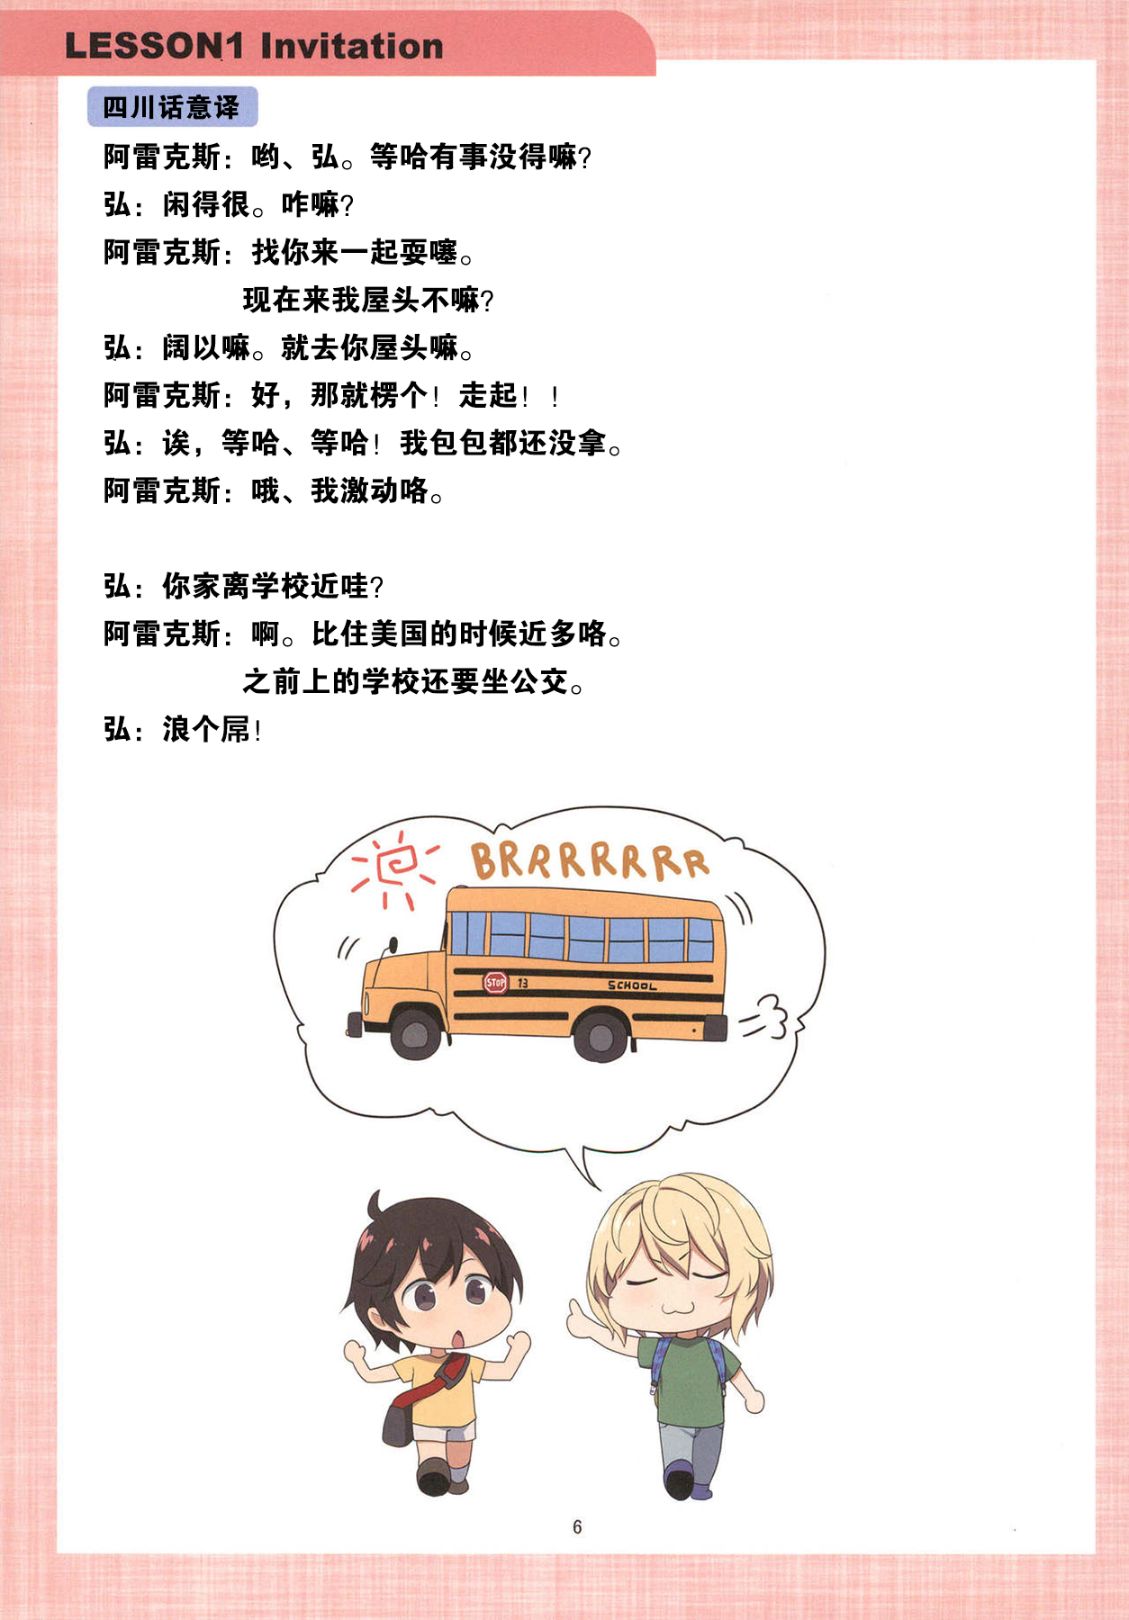 LESSON1 Invitation
四川话意译
阿雷克斯：哟、弘。等哈有事没得嘛？
弘：闲得很。咋嘛？
阿雷克斯：找你来一起耍噻。
现在来我屋头不嘛？
弘：阔以嘛。就去你屋头嘛。
阿雷克斯：好，那就楞个！走起！！
弘：诶，等哈、等哈！我包包都还没拿。
阿雷克斯：哦、我激动咯。
弘：你家离学校近哇？
阿雷克斯：啊。比住美国的时候近多咯。
之前上的学校还要坐公交。
弘：浪个屌！
BRRRRRRR
STOP 13 SCHOOL
6